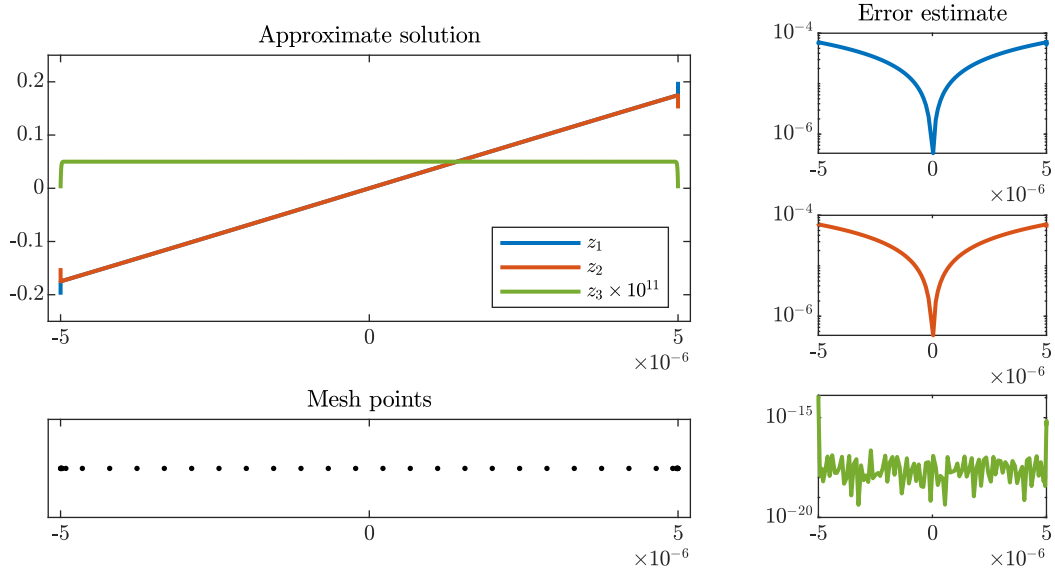 Approximate solution
0.2
0.1
0
-0.1
-0.2
z₁
z₂
z₃ × 10¹¹
-5 0 5
×10⁻⁶
Mesh points
-5 0 5
×10⁻⁶
Error estimate
10⁻⁴
10⁻⁶
-5 0 5
×10⁻⁶
10⁻⁴
10⁻⁶
-5 0 5
×10⁻⁶
10⁻¹⁵
10⁻²⁰
-5 0 5
×10⁻⁶